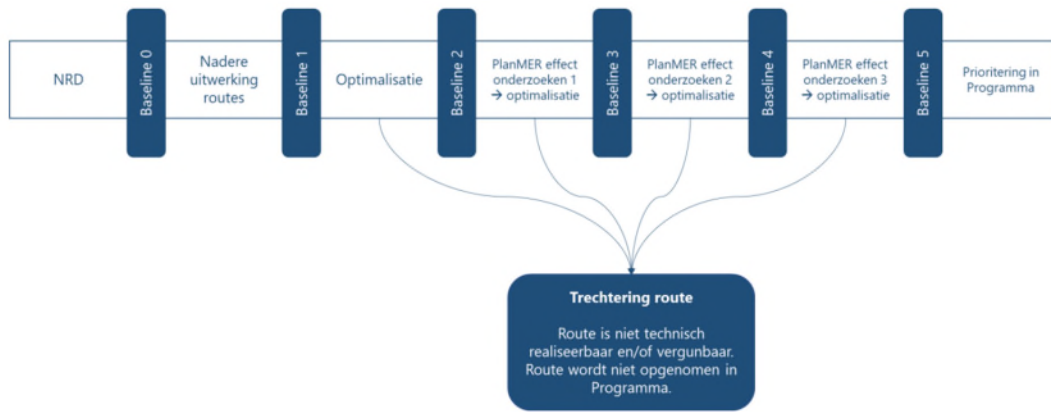 NRD
Baseline 0
Nadere
uitwerking
routes
Baseline 1
Optimalisatie
Baseline 2
PlanMER effect
onderzoeken 1
→ optimalisatie
Baseline 3
PlanMER effect
onderzoeken 2
→ optimalisatie
Baseline 4
PlanMER effect
onderzoeken 3
→ optimalisatie
Baseline 5
Prioritering in
Programma
Trechtering route
Route is niet technisch
realiseerbaar en/of vergunbaar.
Route wordt niet opgenomen in
Programma.